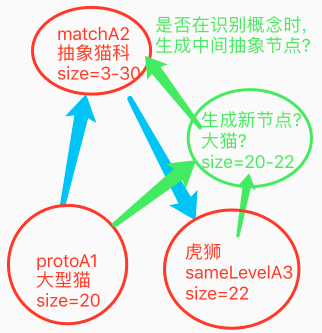 matchA2
抽象猫科
size=3-30
是否在识别概念时,
生成中间抽象节点?
生成新节点?
大猫?
size=20-22
protoA1
大型猫
size=20
虎狮
sameLevelA3
size=22